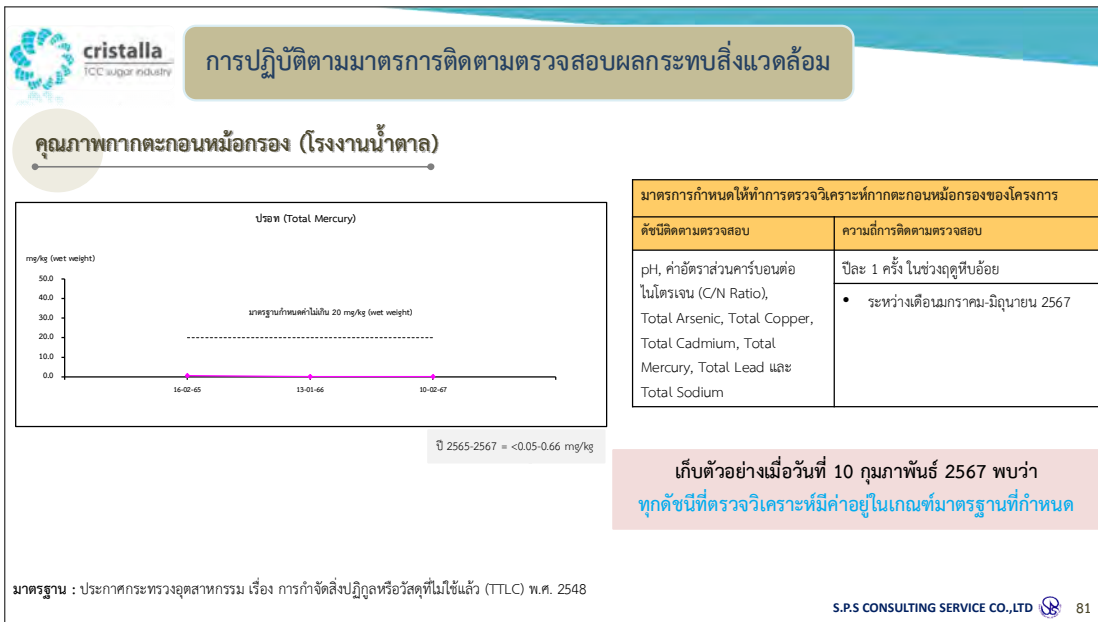 cristalla
TCC sugar industry
การปฏิบัติตามมาตรการติดตามตรวจสอบผลกระทบสิ่งแวดล้อม
คุณภาพกากตะกอนหม้อกรอง (โรงงานน้ำตาล)
ปรอท (Total Mercury)
mg/kg (wet weight)
50.0
40.0
30.0
20.0
10.0
0.0
มาตรฐานกำหนดค่าไม่เกิน 20 mg/kg (wet weight)
16-02-65
13-01-66
10-02-67
ปี 2565-2567 = <0.05-0.66 mg/kg
มาตรการกำหนดให้ทำการตรวจวิเคราะห์กากตะกอนหม้อกรองของโครงการ
ดัชนีติดตามตรวจสอบ
ความถี่การติดตามตรวจสอบ
pH, ค่าอัตราส่วนคาร์บอนต่อ
ไนโตรเจน (C/N Ratio),
Total Arsenic, Total Copper,
Total Cadmium, Total
Mercury, Total Lead และ
Total Sodium
ปีละ 1 ครั้ง ในช่วงฤดูหีบอ้อย
• ระหว่างเดือนมกราคม-มิถุนายน 2567
เก็บตัวอย่างเมื่อวันที่ 10 กุมภาพันธ์ 2567 พบว่า
ทุกดัชนีที่ตรวจวิเคราะห์มีค่าอยู่ในเกณฑ์มาตรฐานที่กำหนด
มาตรฐาน : ประกาศกระทรวงอุตสาหกรรม เรื่อง การกำจัดสิ่งปฏิกูลหรือวัสดุที่ไม่ใช้แล้ว (TTLC) พ.ศ. 2548
S.P.S CONSULTING SERVICE CO.,LTD
81